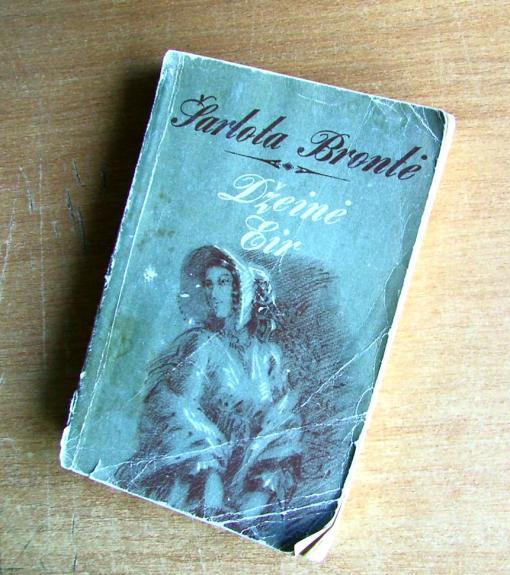 Šarlota Brontė
Džeinė
Eir